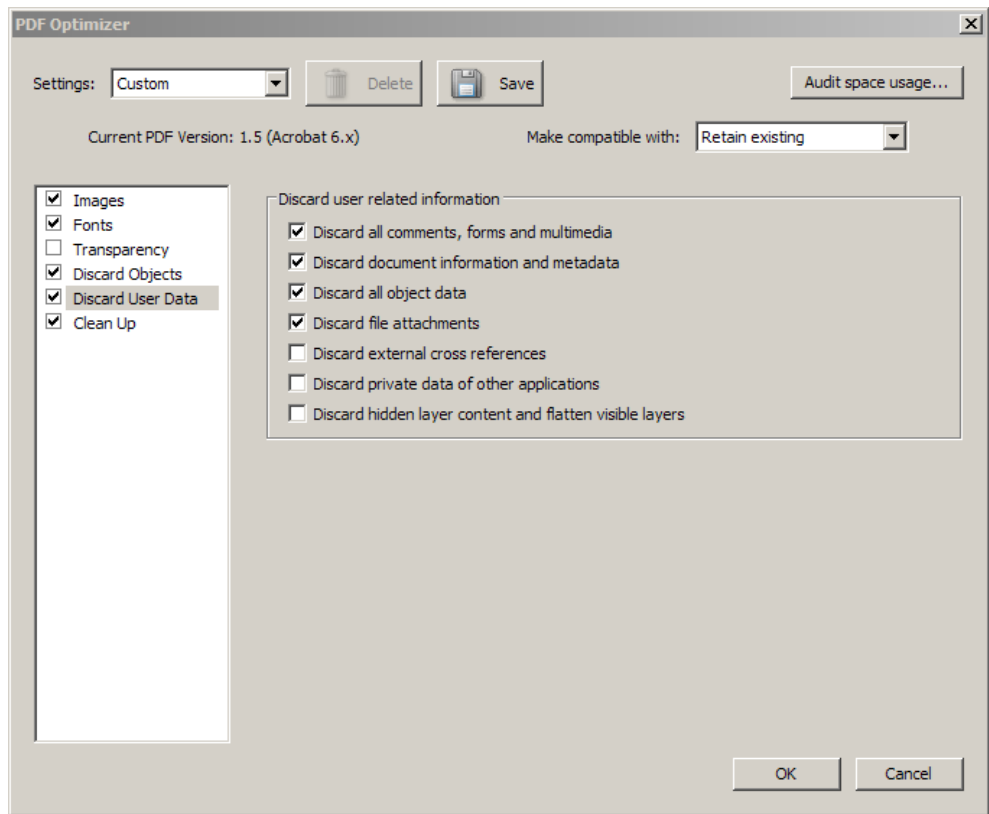 PDF Optimizer
Settings: Custom Delete Save Audit space usage...
Current PDF Version: 1.5 (Acrobat 6.x) Make compatible with: Retain existing
Images
Fonts
Transparency
Discard Objects
Discard User Data
Clean Up
Discard user related information
Discard all comments, forms and multimedia
Discard document information and metadata
Discard all object data
Discard file attachments
Discard external cross references
Discard private data of other applications
Discard hidden layer content and flatten visible layers
OK Cancel